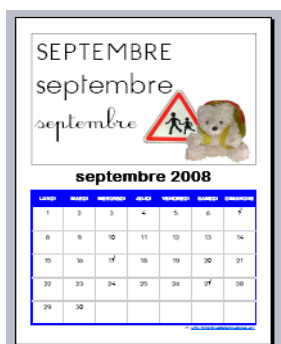 SEPTEMBRE
septembre
septembre
septembre 2008
LUNDI MARDI MERCREDI JEUDI VENDREDI SAMEDI DIMANCHE
1 2 3 4 5 6 7
8 9 10 11 12 13 14
15 16 17 18 19 20 21
22 23 24 25 26 27 28
29 30